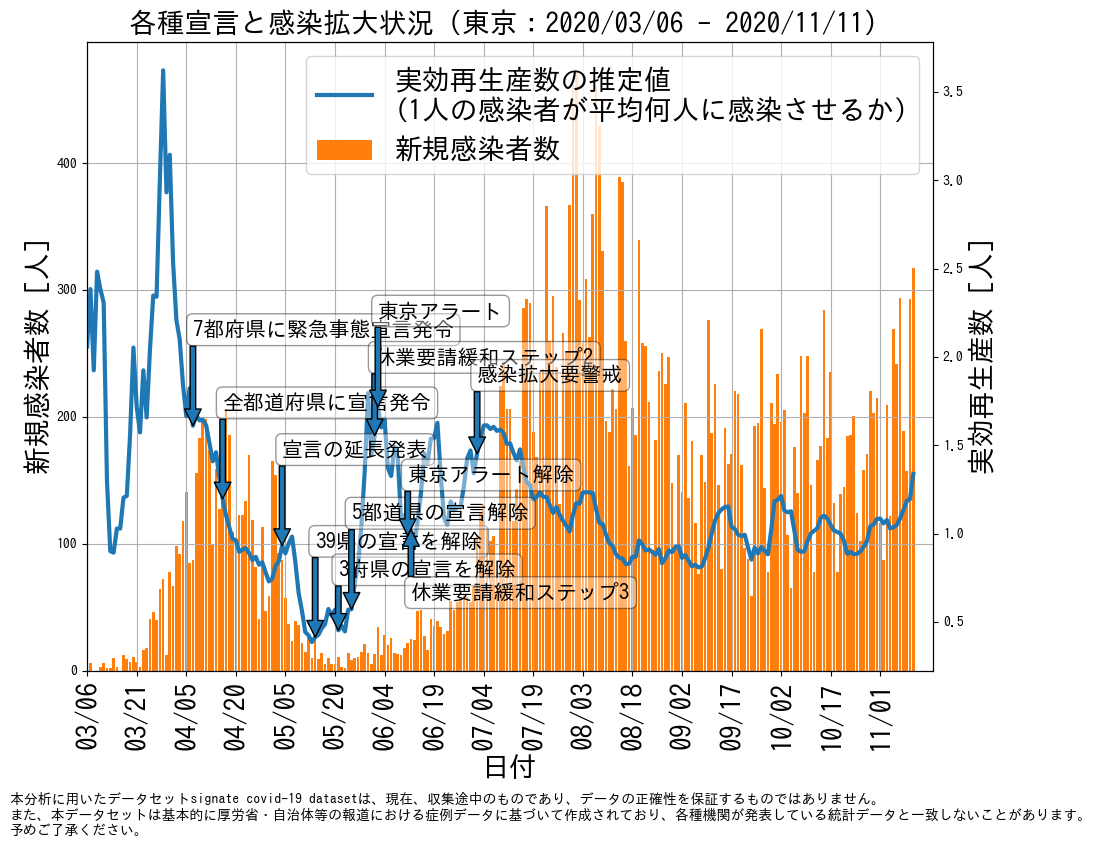 各種宣言と感染拡大状況 (東京：2020/03/06 - 2020/11/11)
実効再生産数の推定値
(1人の感染者が平均何人に感染させるか)
新規感染者数
新規感染者数 [人]
400
300
200
100
0
3.5
3.0
2.5
2.0
1.5
1.0
0.5
実効再生産数 [人]
東京アラート
7都府県に緊急事態宣言発令
休業要請緩和ステップ2
感染拡大要警戒
全都道府県に宣言発令
宣言の延長発表
東京アラート解除
5都道県の宣言解除
39県の宣言を解除
3府県の宣言を解除
休業要請緩和ステップ3
03/06
03/21
04/05
04/20
05/05
05/20
06/04
06/19
07/04
07/19
08/03
08/18
09/02
09/17
10/02
10/17
11/01
日付
本分析に用いたデータセットsignate covid-19 datasetは、現在、収集途中のものであり、データの正確性を保証するものではありません。
また、本データセットは基本的に厚労省・自治体等の報道における症例データに基づいて作成されており、各種機関が発表している統計データと一致しないことがあります。
予めご了承ください。